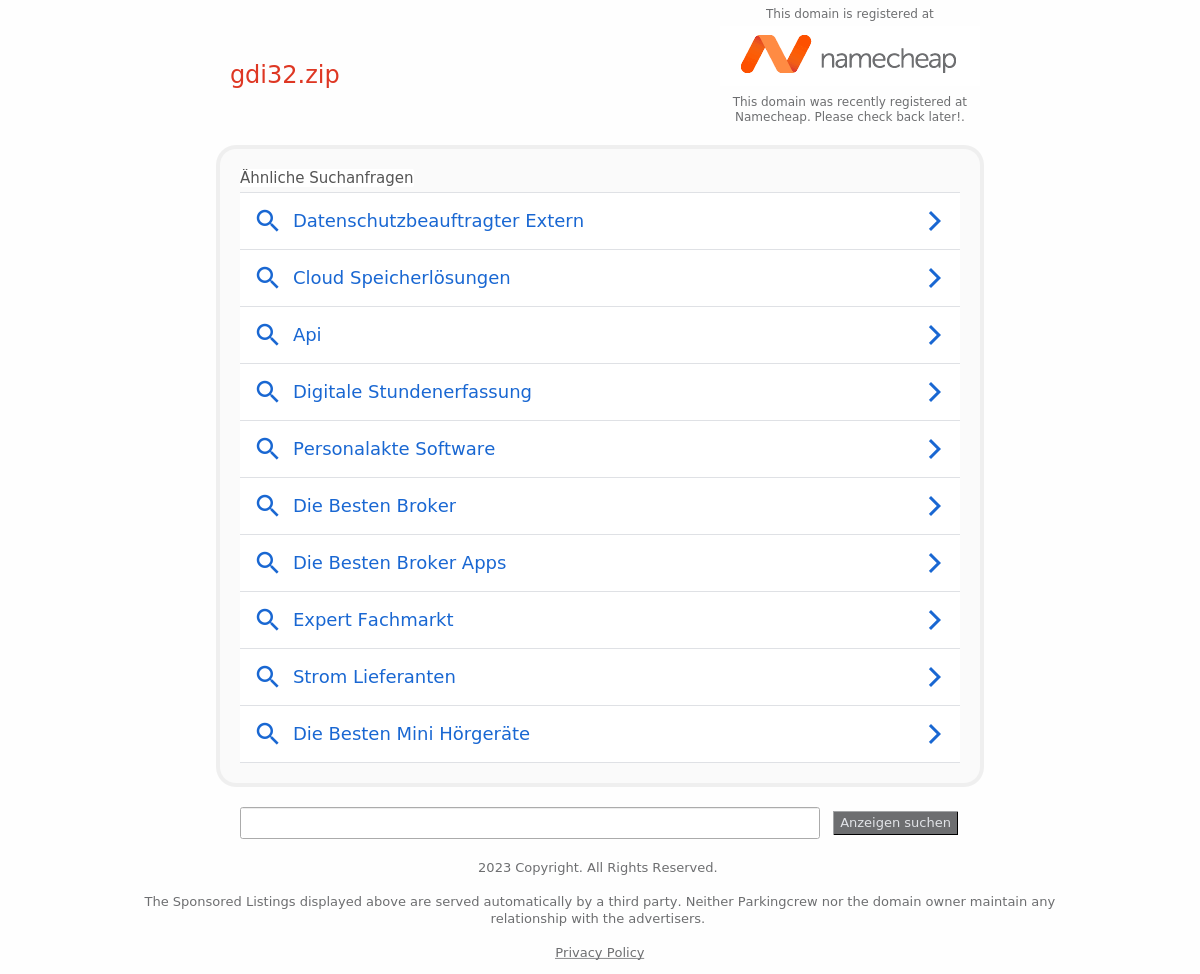 This domain is registered at
namecheap
gdi32.zip
This domain was recently registered at
Namecheap. Please check back later!.
Ähnliche Suchanfragen
Datenschutzbeauftragter Extern
Cloud Speicherlösungen
Api
Digitale Stundenerfassung
Personalakte Software
Die Besten Broker
Die Besten Broker Apps
Expert Fachmarkt
Strom Lieferanten
Die Besten Mini Hörgeräte
Anzeigen suchen
2023 Copyright. All Rights Reserved.
The Sponsored Listings displayed above are served automatically by a third party. Neither Parkingcrew nor the domain owner maintain any
relationship with the advertisers.
Privacy Policy